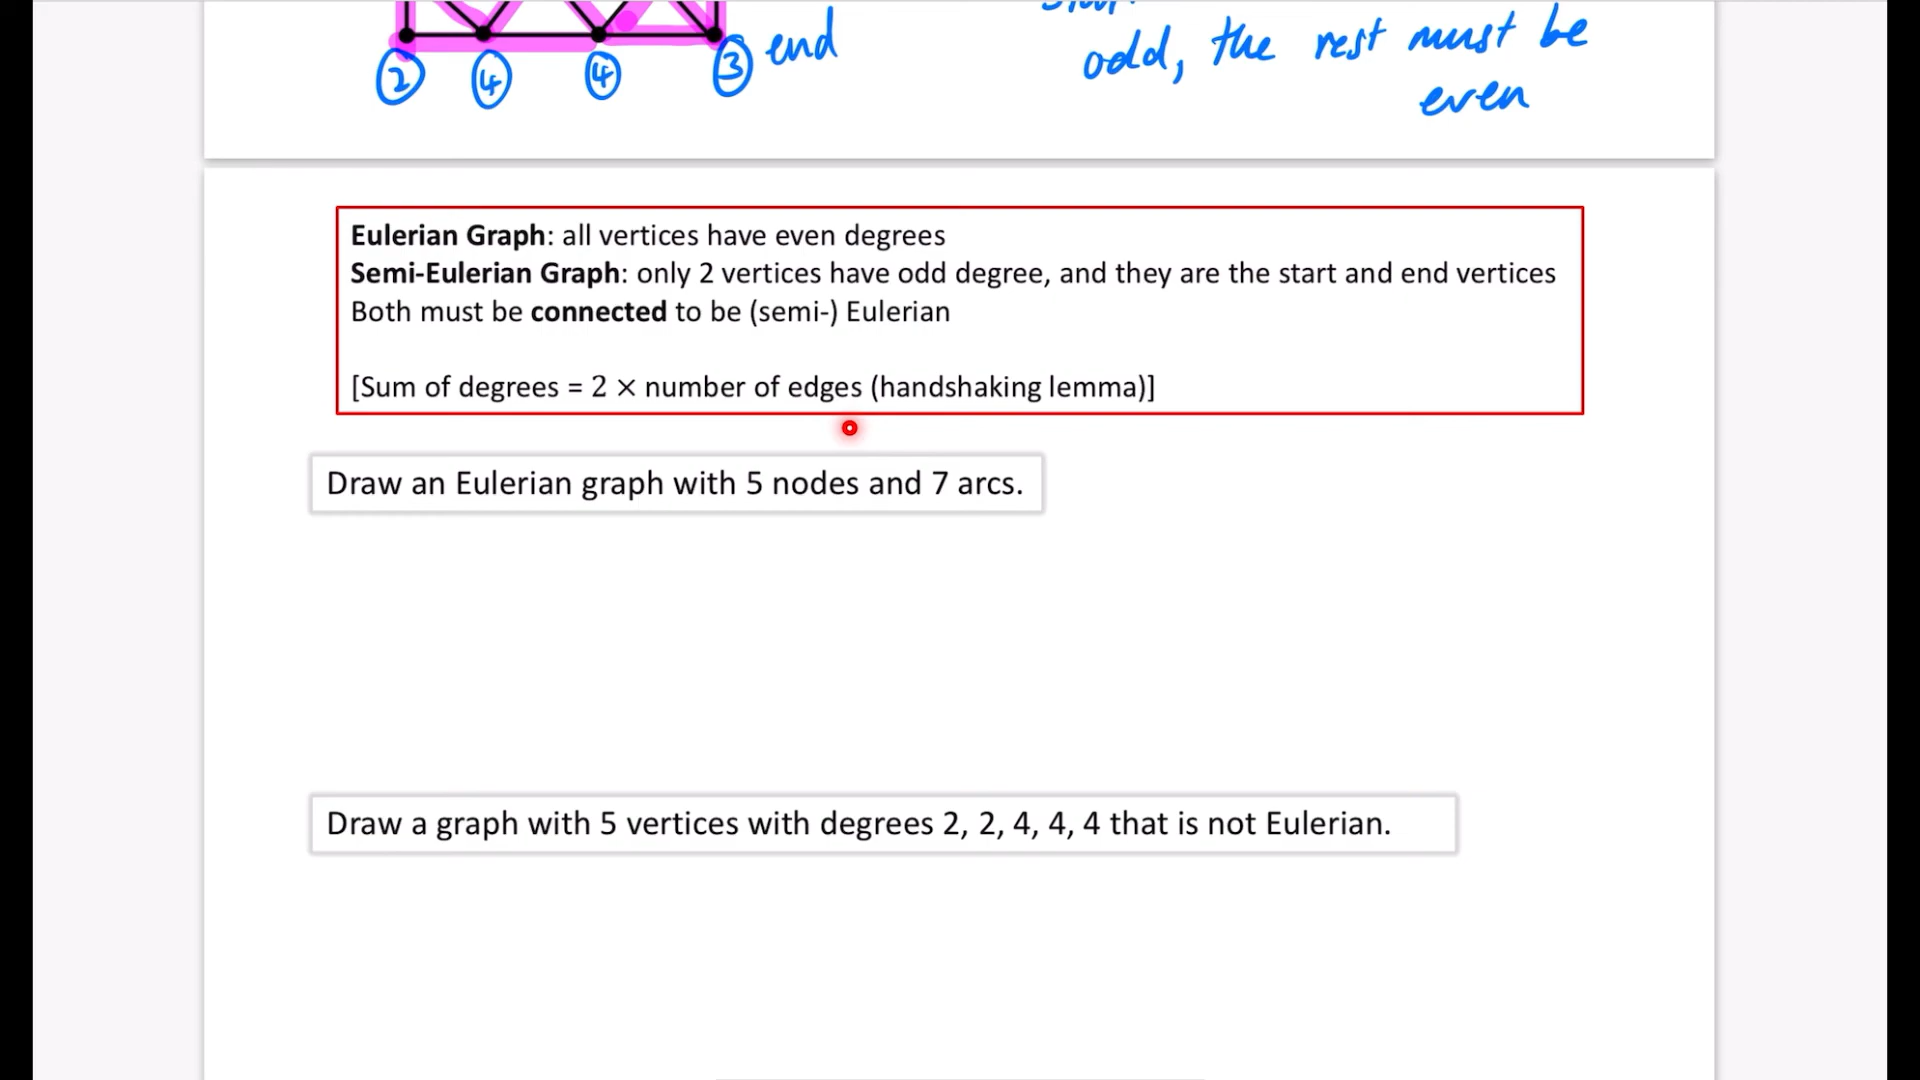 end
odd, the rest must be
② ④ ④ ③
even
Eulerian Graph: all vertices have even degrees
Semi-Eulerian Graph: only 2 vertices have odd degree, and they are the start and end vertices
Both must be connected to be (semi-) Eulerian
[Sum of degrees = 2 × number of edges (handshaking lemma)]
Draw an Eulerian graph with 5 nodes and 7 arcs.
Draw a graph with 5 vertices with degrees 2, 2, 4, 4, 4 that is not Eulerian.